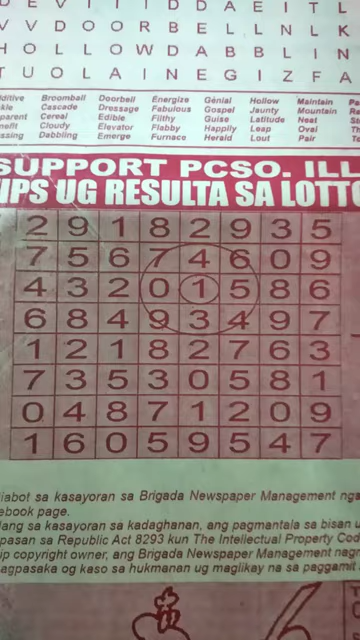 V D O O R B E L L N L K
H O L L O W D A B B L I N
T U O L A I N E G I Z F A
Broomball Doorbell Energize Genial Hollow Maintain
Cascade Dressage Fabulous Gospel Jaunty Mountain
Cereal Edible Filthy Guise Latitude Neat
Cloudy Elevator Flabby Happily Leap Oval
Dabbling Emerge Furnace Herald Lout Pair
SUPPORT PCSO. ILL
IPS UG RESULTA SA LOTTO
2 9 1 8 2 9 3 5
7 5 6 7 4 6 0 9
4 3 2 0 1 5 8 6
6 8 4 9 3 4 9 7
1 2 1 8 2 7 6 3
7 3 5 3 0 5 8 1
0 4 8 7 1 2 0 9
1 6 0 5 9 5 4 7
iabot sa kasayoran sa Brigada Newspaper Management nga
ebook page.
lang sa kasayoran sa kadaghanan, ang pagmantala sa bisan u
pasan sa Republic Act 8293 kun The Intellectual Property Cod
ip copyright owner, ang Brigada Newspaper Management nagr
agpasaka og kaso sa hukmanan ug maglikay na sa paggamit